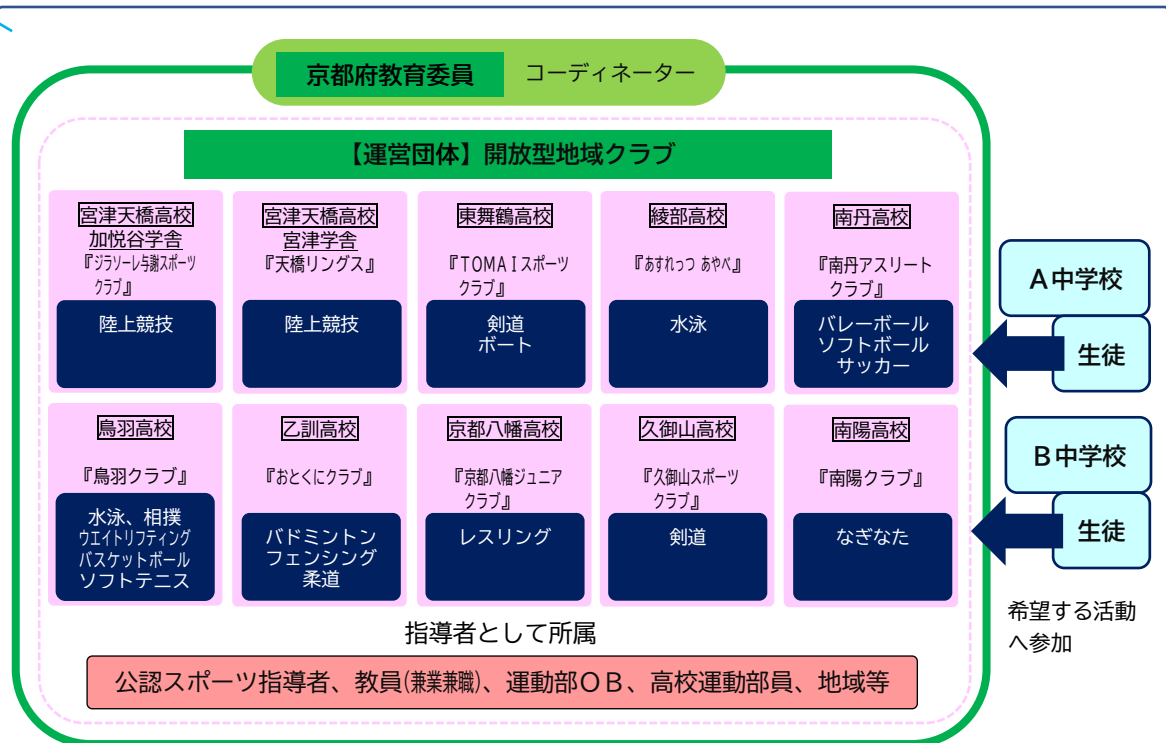 京都府教育委員
コーディネーター
【運営団体】開放型地域クラブ
宮津天橋高校
加悦谷学舎
『ジラソーレ与謝スポーツ
クラブ』
陸上競技
宮津天橋高校
宮津学舎
『天橋リングス』
陸上競技
東舞鶴高校
『TOMAIスポーツ
クラブ』
剣道
ボート
綾部高校
『あすれっつ あやべ』
水泳
南丹高校
『南丹アスリート
クラブ』
バレーボール
ソフトボール
サッカー
鳥羽高校
『鳥羽クラブ』
水泳、相撲
ウエイトリフティング
バスケットボール
ソフトテニス
乙訓高校
『おとくにクラブ』
バドミントン
フェンシング
柔道
京都八幡高校
『京都八幡ジュニア
クラブ』
レスリング
久御山高校
『久御山スポーツ
クラブ』
剣道
南陽高校
『南陽クラブ』
なぎなた
指導者として所属
公認スポーツ指導者、教員(兼業兼職)、運動部OB、高校運動部員、地域等
A中学校
生徒
B中学校
生徒
希望する活動
へ参加